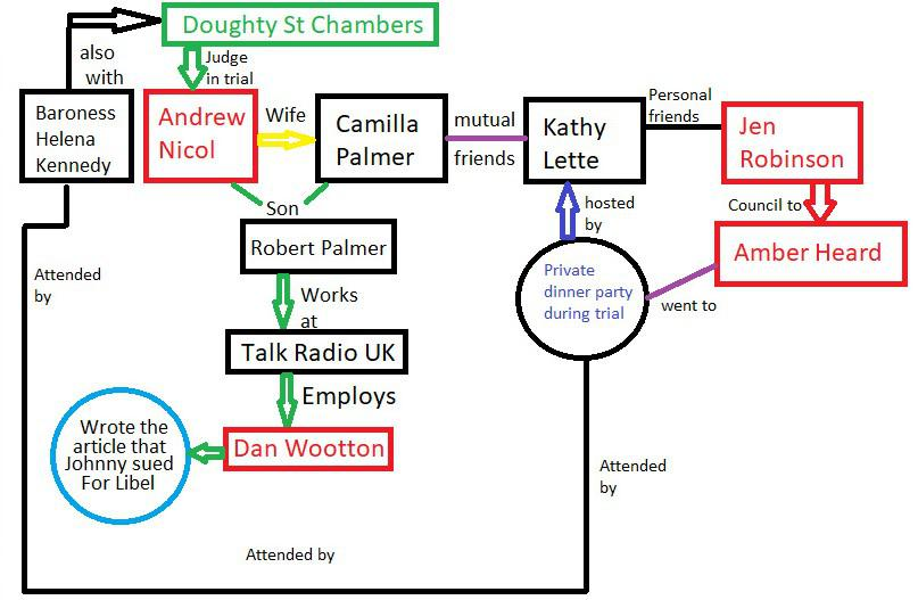 Doughty St Chambers
also
with
Judge
in trial
Baroness
Helena
Kennedy
Andrew
Nicol
Wife
Camilla
Palmer
mutual
friends
Kathy
Lette
Personal
friends
Jen
Robinson
Council to
Amber Heard
Son
Robert Palmer
hosted
by
Private
dinner party
during trial
went to
Attended
by
Works
at
Talk Radio UK
Employs
Dan Wootton
Wrote the
article that
Johnny sued
For Libel
Attended
by
Attended by